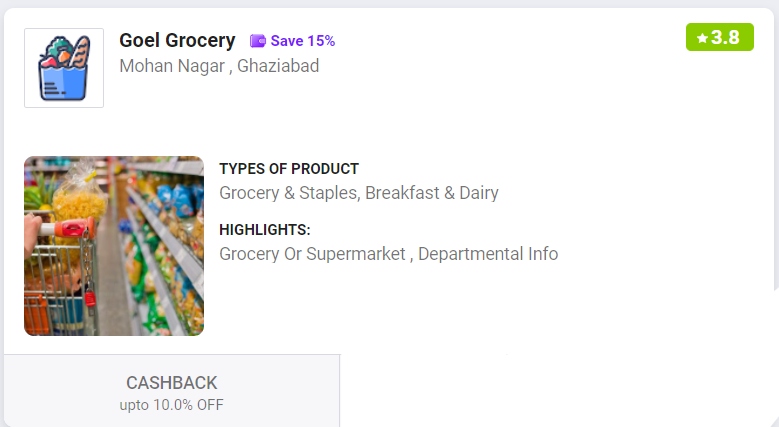 Goel Grocery
Save 15%
3.8
Mohan Nagar , Ghaziabad
TYPES OF PRODUCT
Grocery & Staples, Breakfast & Dairy
HIGHLIGHTS:
Grocery Or Supermarket , Departmental Info
CASHBACK
upto 10.0% OFF